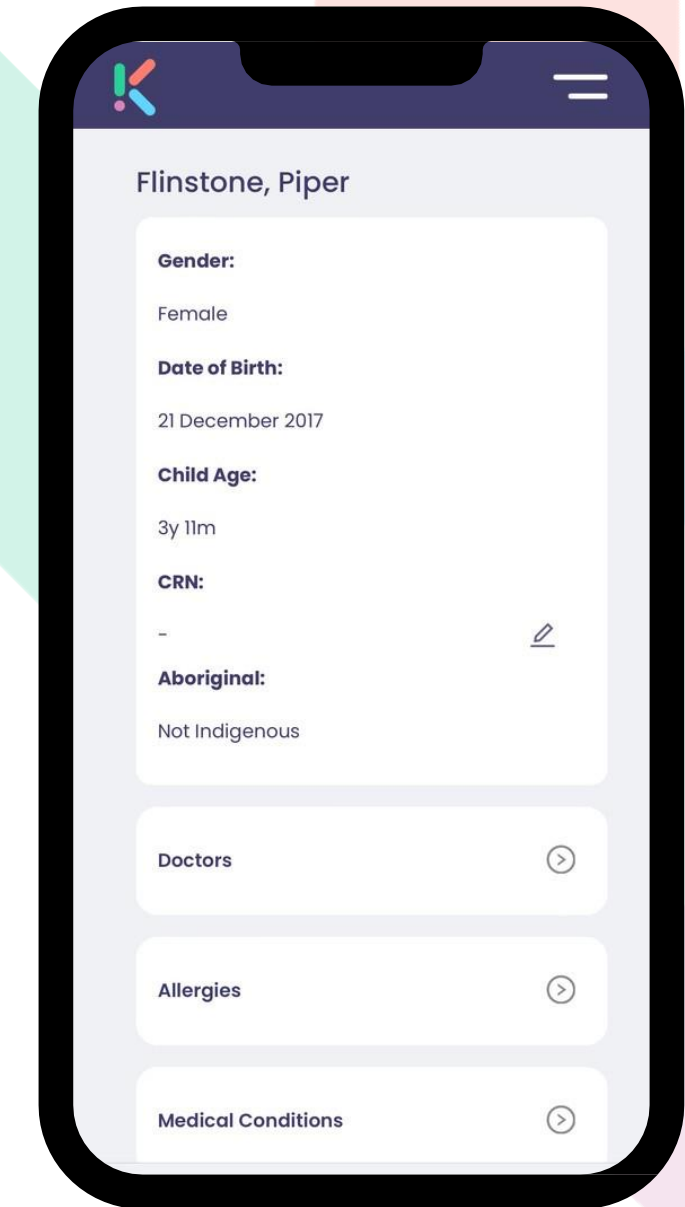 Flinstone, Piper
Gender:
Female
Date of Birth:
21 December 2017
Child Age:
3y 11m
CRN:
-
Aboriginal:
Not Indigenous
Doctors
Allergies
Medical Conditions